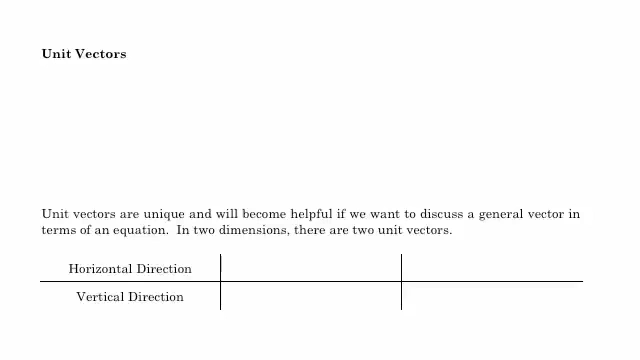 Unit Vectors
Unit vectors are unique and will become helpful if we want to discuss a general vector in
terms of an equation. In two dimensions, there are two unit vectors.
Horizontal Direction
Vertical Direction